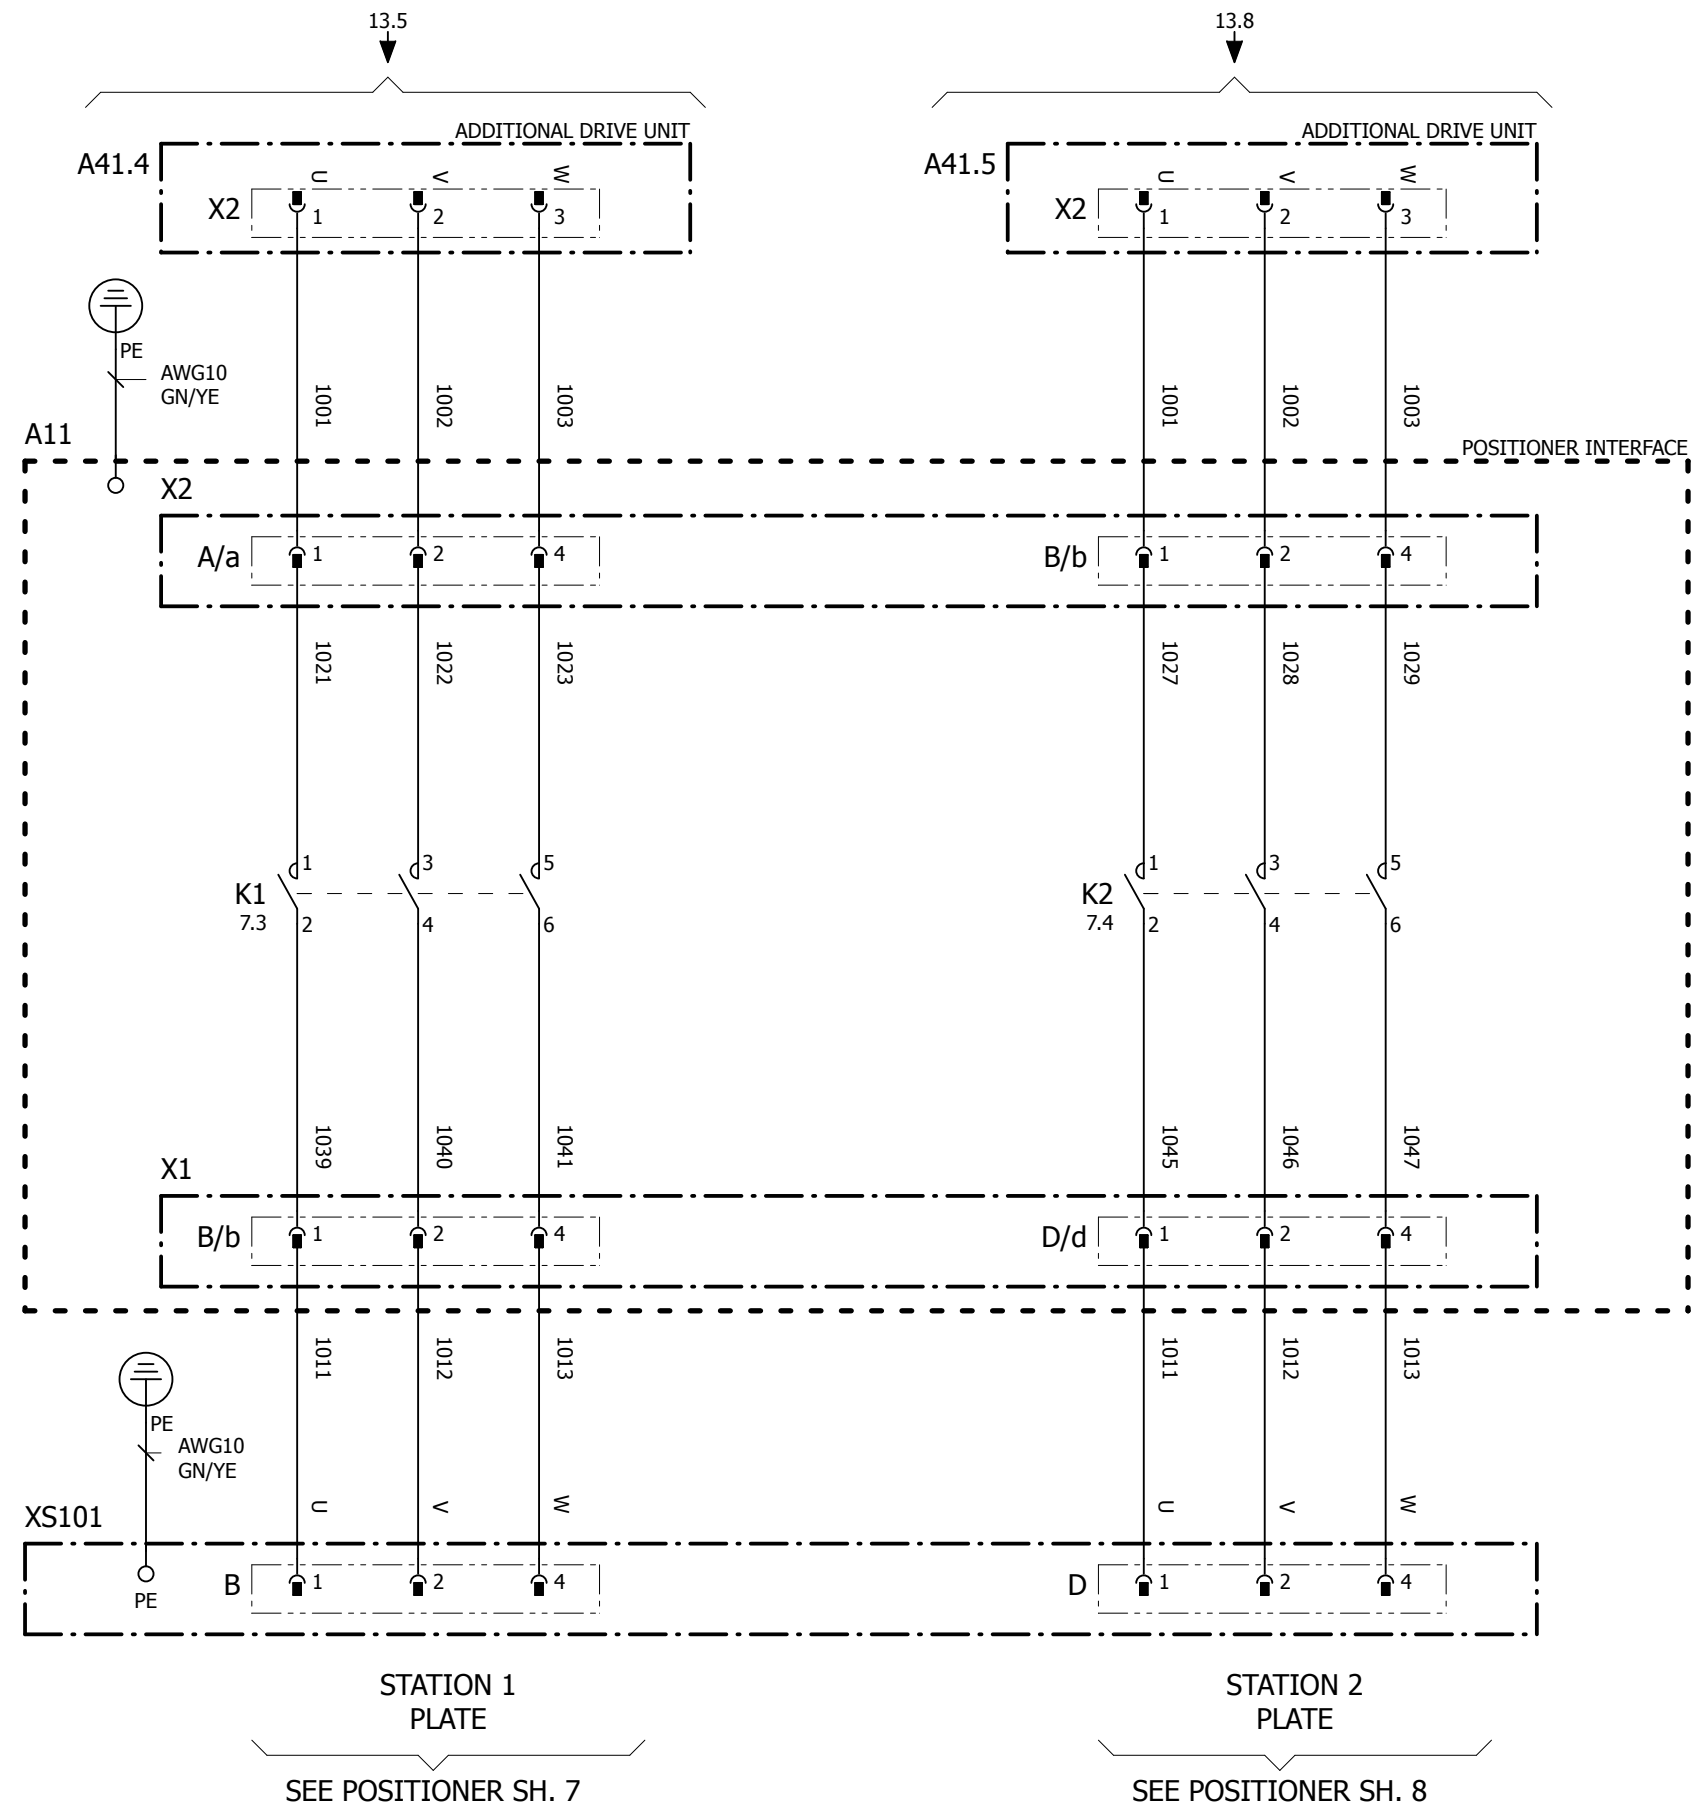 13.5 13.8
ADDITIONAL DRIVE UNIT ADDITIONAL DRIVE UNIT
A41.4 A41.5
U V W U V W
X2 1 2 3 X2 1 2 3
PE
AWG10
GN/YE
1001 1002 1003 1001 1002 1003
A11
POSITIONER INTERFACE
X2
A/a 1 2 4 B/b 1 2 4
1021 1022 1023 1027 1028 1029
1 3 5 1 3 5
K1 K2
7.3 2 4 6 7.4 2 4 6
1039 1040 1041 1045 1046 1047
X1
B/b 1 2 4 D/d 1 2 4
1011 1012 1013 1011 1012 1013
PE
AWG10
GN/YE
XS101 U V W U V W
B 1 2 4 D 1 2 4
PE
STATION 1 STATION 2
PLATE PLATE
SEE POSITIONER SH. 7 SEE POSITIONER SH. 8